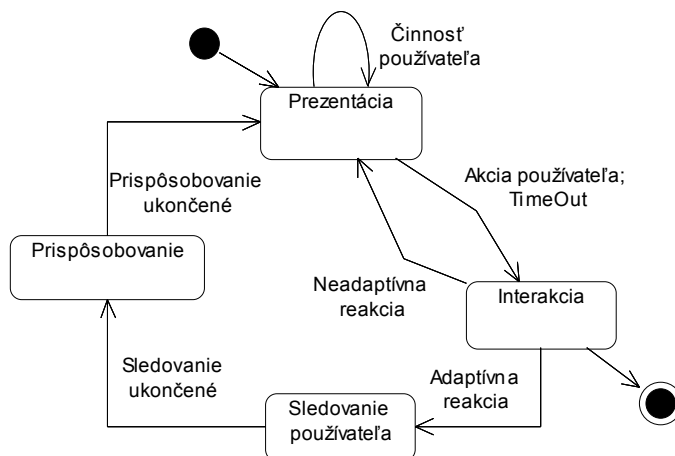 Činnosť
používateľa
Prezentácia
Akcia používateľa;
TimeOut
Prispôsobovanie
ukončené
Prispôsobovanie
Neadaptívna
reakcia
Interakcia
Sledovanie
ukončené
Adaptívna
reakcia
Sledovanie
používateľa